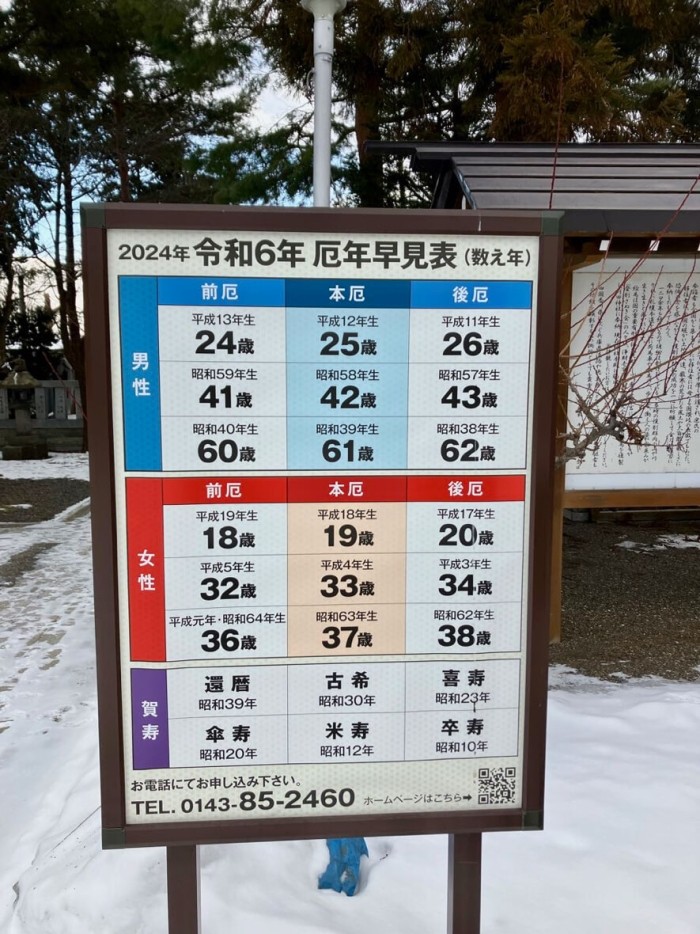 2024年 令和6年 厄年早見表(数え年)
男性
前厄 本厄 後厄
平成13年生 平成12年生 平成11年生
24歳 25歳 26歳
昭和59年生 昭和58年生 昭和57年生
41歳 42歳 43歳
昭和40年生 昭和39年生 昭和38年生
60歳 61歳 62歳
女性
前厄 本厄 後厄
平成19年生 平成18年生 平成17年生
18歳 19歳 20歳
平成5年生 平成4年生 平成3年生
32歳 33歳 34歳
平成元年・昭和64年生 昭和63年生 昭和62年生
36歳 37歳 38歳
賀寿
還暦 古希 喜寿
昭和39年 昭和30年 昭和23年
傘寿 米寿 卒寿
昭和20年 昭和12年 昭和10年
お電話にてお申し込み下さい。
TEL. 0143-85-2460 ホームページはこちら➡